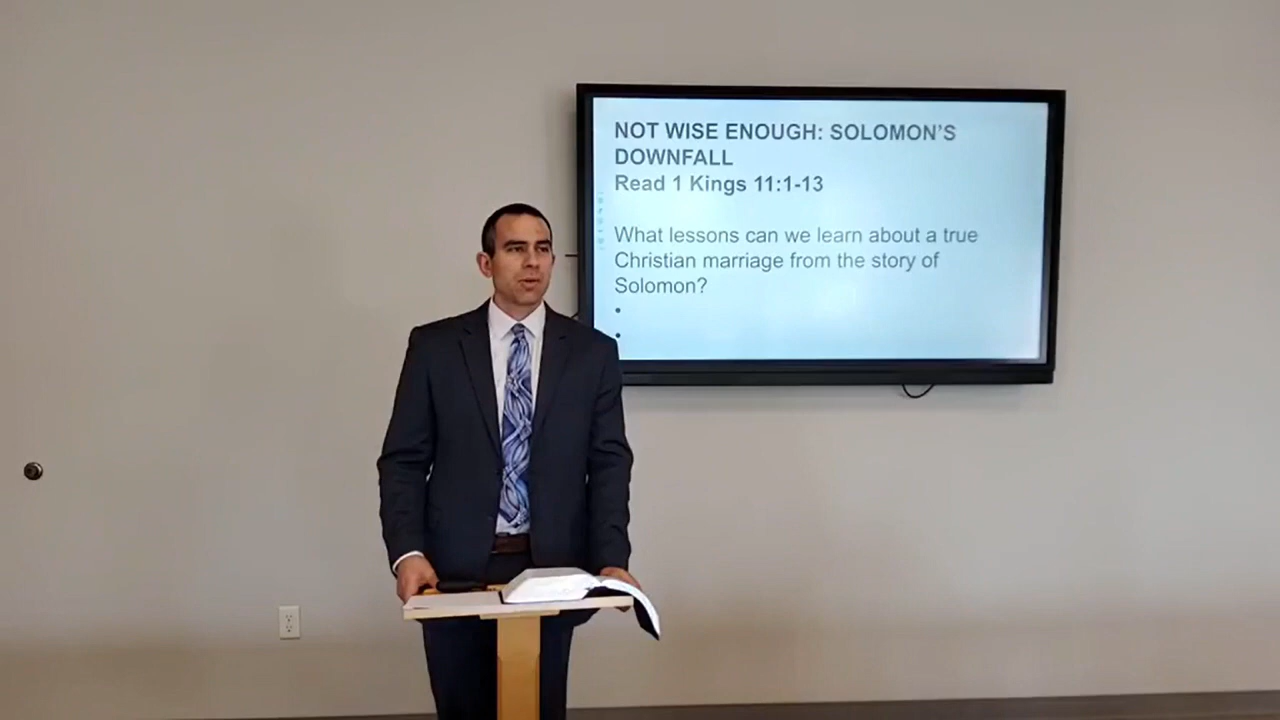 NOT WISE ENOUGH: SOLOMON'S
DOWNFALL
Read 1 Kings 11:1-13
What lessons can we learn about a true
Christian marriage from the story of
Solomon?
•
•